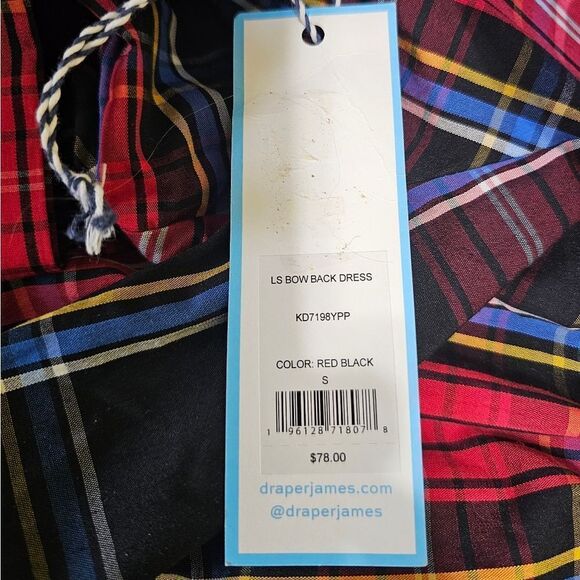 LS BOW BACK DRESS
KD7198YPP
COLOR: RED BLACK
S
1 96128 71807 8
$78.00
draperjames.com
@draperjames